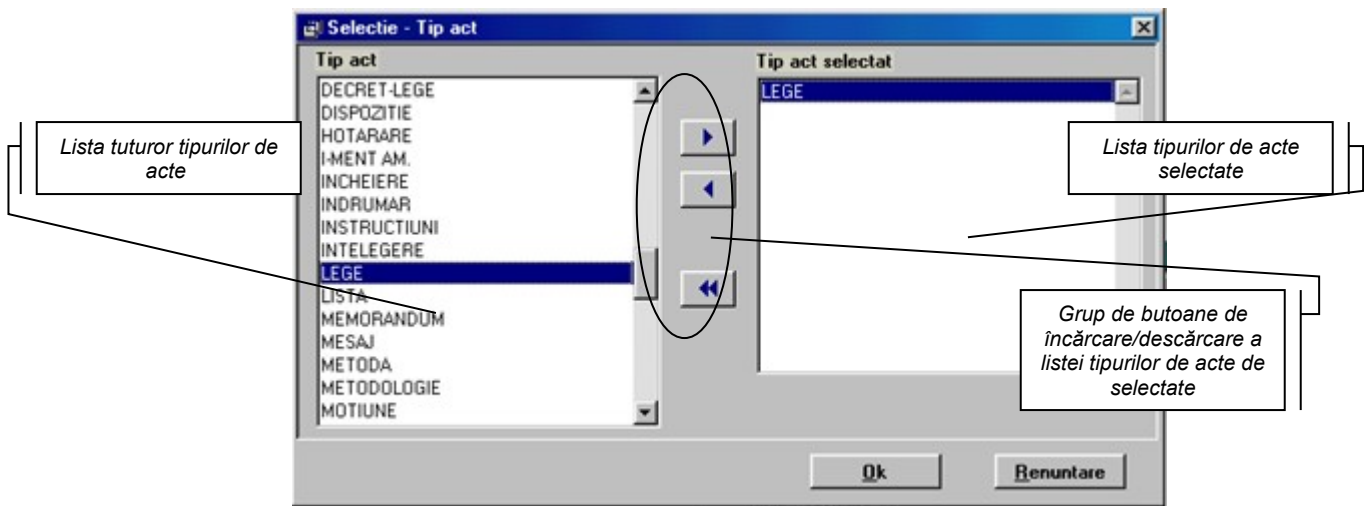 Selectie - Tip act
Tip act
DECRET-LEGE
DISPOZITIE
HOTARARE
I-MENT AM.
INCHEIERE
INDRUMAR
INSTRUCTIUNI
INTELEGERE
LEGE
LISTA
MEMORANDUM
MESAJ
METODA
METODOLOGIE
MOTIUNE
Tip act selectat
LEGE
Lista tuturor tipurilor de
acte
Lista tipurilor de acte
selectate
Grup de butoane de
încărcare/descărcare a
listei tipurilor de acte de
selectate
Ok
Renuntare